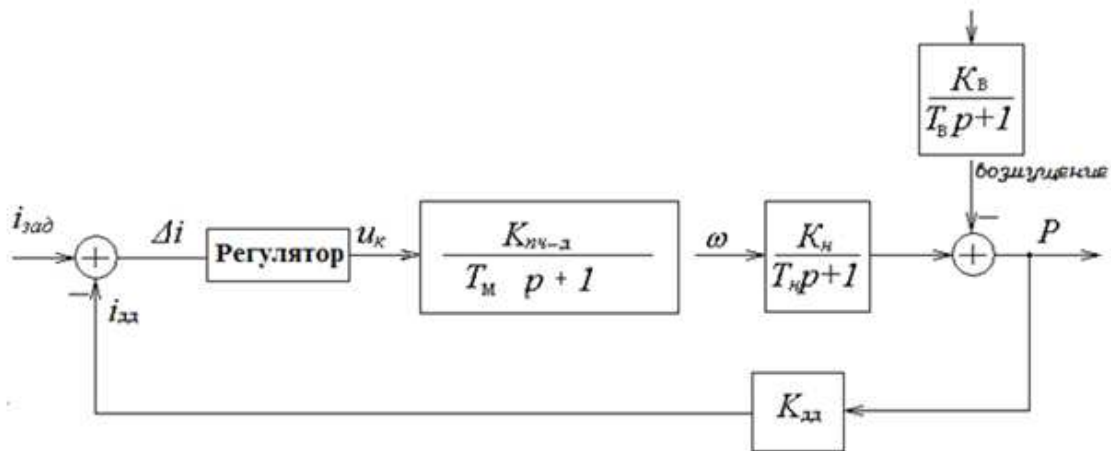 K_в
T_в p+1
возмущение
i_зад
Δi
Регулятор
u_к
K_пч-д
T_м p + 1
ω
K_н
T_н p+1
P
i_дд
K_дд